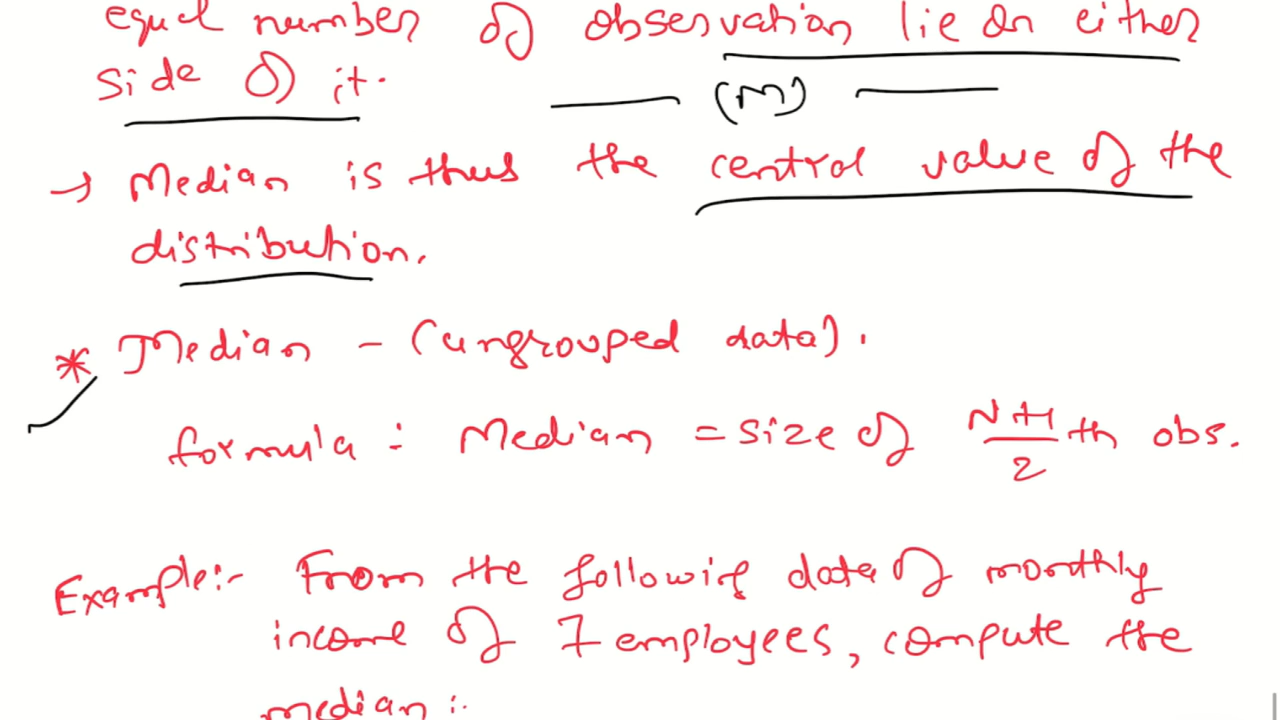 equal number of observation lie on either
side of it.
(M)
→ Median is thus the central value of the
distribution.
* Median - (ungrouped data).
formula : Median = size of N+1/2 th obs.
Example:- From the following data of monthly
income of 7 employees, compute the
median :